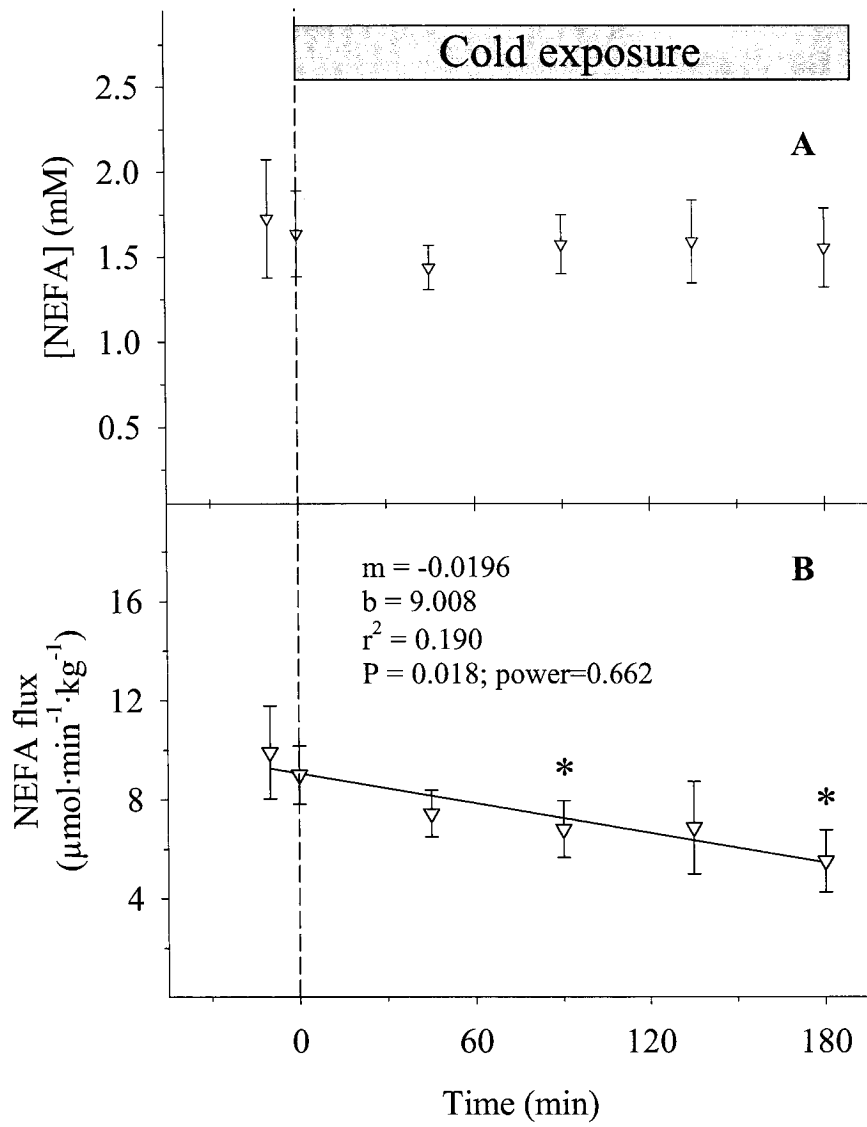 Cold exposure
A
[NEFA] (mM)
2.5
2.0
1.5
1.0
0.5
B
m = -0.0196
b = 9.008
r² = 0.190
P = 0.018; power=0.662
NEFA flux
(µmol·min⁻¹·kg⁻¹)
16
12
8
4
*
*
0 60 120 180
Time (min)